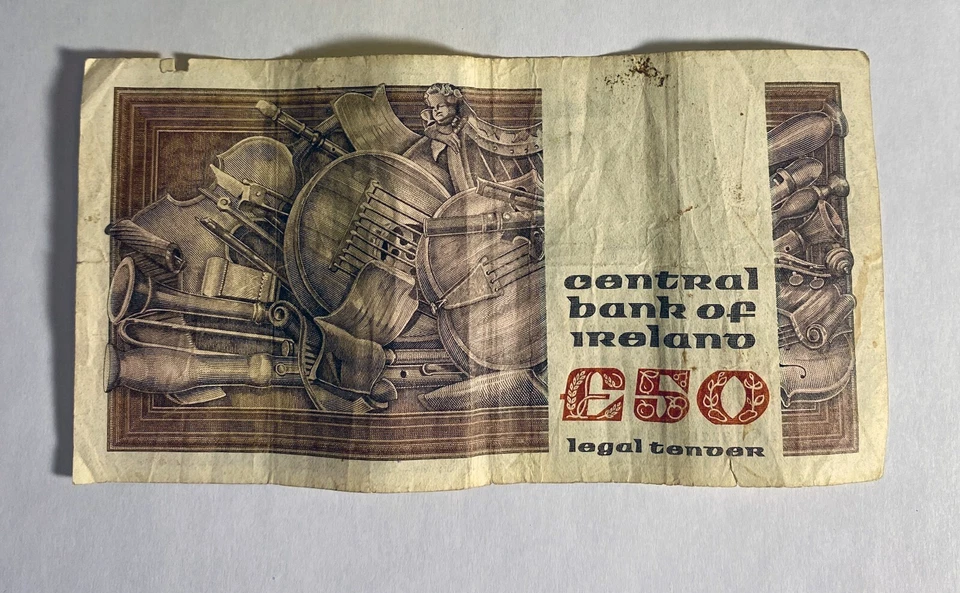 central
bank of
ireland
£50
legal tender